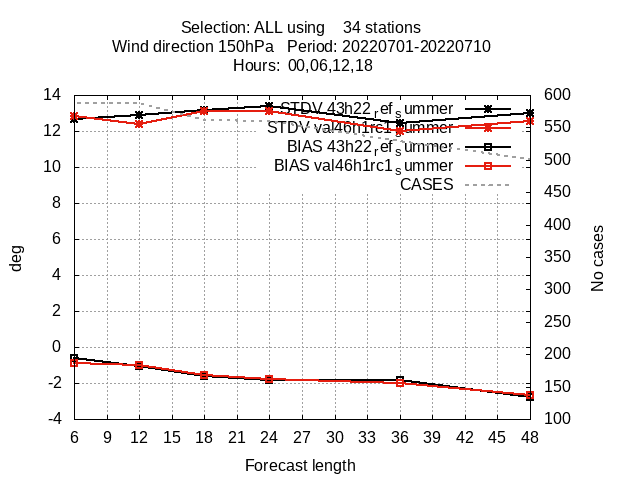 Selection: ALL using 34 stations
Wind direction 150hPa Period: 20220701-20220710
Hours: 00,06,12,18
14 600
STDV 43h22_ref_summer
12 STDV val46h1rc1_summer 550
BIAS 43h22_ref_summer
10 BIAS val46h1rc1_summer 500
CASES
8 450
6 400
4 350
2 300
0 250
-2 200
-4 150
100
deg
No cases
6 9 12 15 18 21 24 27 30 33 36 39 42 45 48
Forecast length